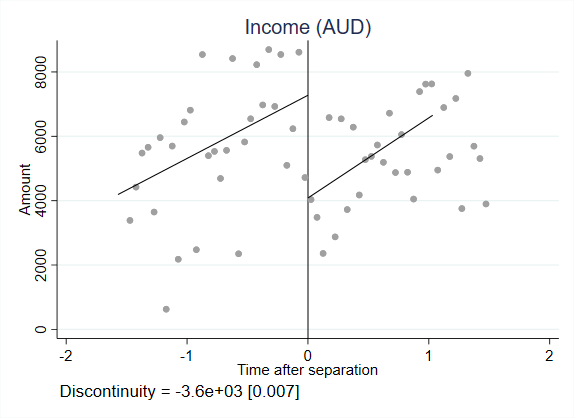 Income (AUD)
Amount
8000
6000
4000
2000
0
-2
-1
0
1
2
Time after separation
Discontinuity = -3.6e+03 [0.007]